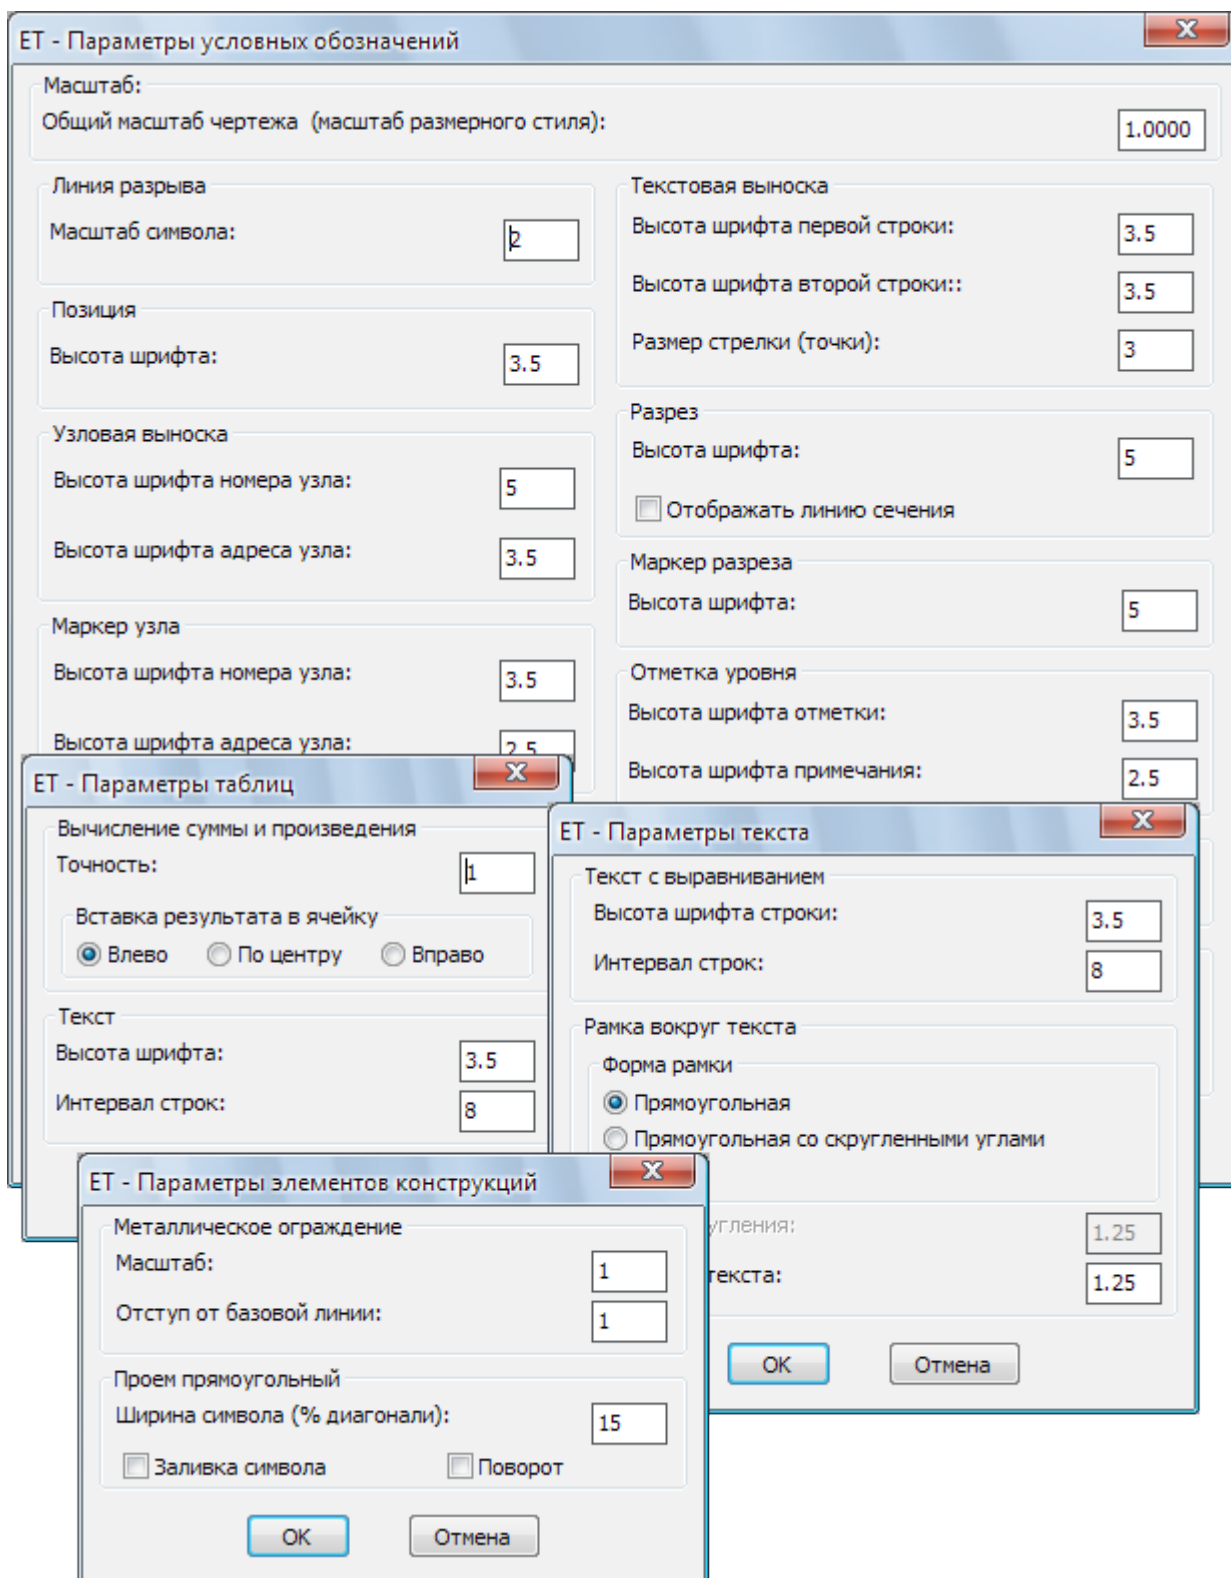 ET - Параметры условных обозначений
Масштаб:
Общий масштаб чертежа (масштаб размерного стиля):
1.0000
Линия разрыва
Масштаб символа:
2
Позиция
Высота шрифта:
3.5
Узловая выноска
Высота шрифта номера узла:
5
Высота шрифта адреса узла:
3.5
Маркер узла
Высота шрифта номера узла:
3.5
Высота шрифта адреса узла:
2.5
Текстовая выноска
Высота шрифта первой строки:
3.5
Высота шрифта второй строки::
3.5
Размер стрелки (точки):
3
Разрез
Высота шрифта:
5
Отображать линию сечения
Маркер разреза
Высота шрифта:
5
Отметка уровня
Высота шрифта отметки:
3.5
Высота шрифта примечания:
2.5
ET - Параметры таблиц
Вычисление суммы и произведения
Точность:
1
Вставка результата в ячейку
Влево По центру Вправо
Текст
Высота шрифта:
3.5
Интервал строк:
8
ET - Параметры текста
Текст с выравниванием
Высота шрифта строки:
3.5
Интервал строк:
8
Рамка вокруг текста
Форма рамки
Прямоугольная
Прямоугольная со скругленными углами
угления:
1.25
текста:
1.25
OK Отмена
ET - Параметры элементов конструкций
Металлическое ограждение
Масштаб:
1
Отступ от базовой линии:
1
Проем прямоугольный
Ширина символа (% диагонали):
15
Заливка символа Поворот
OK Отмена